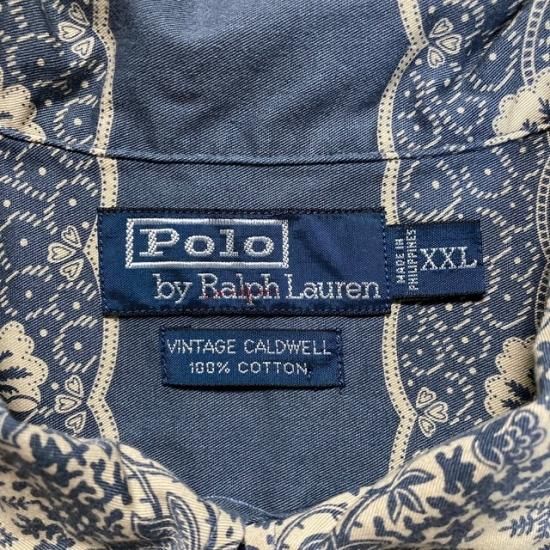 Polo
by Ralph Lauren
MADE IN
PHILIPPINES
XXL
VINTAGE CALDWELL
100% COTTON